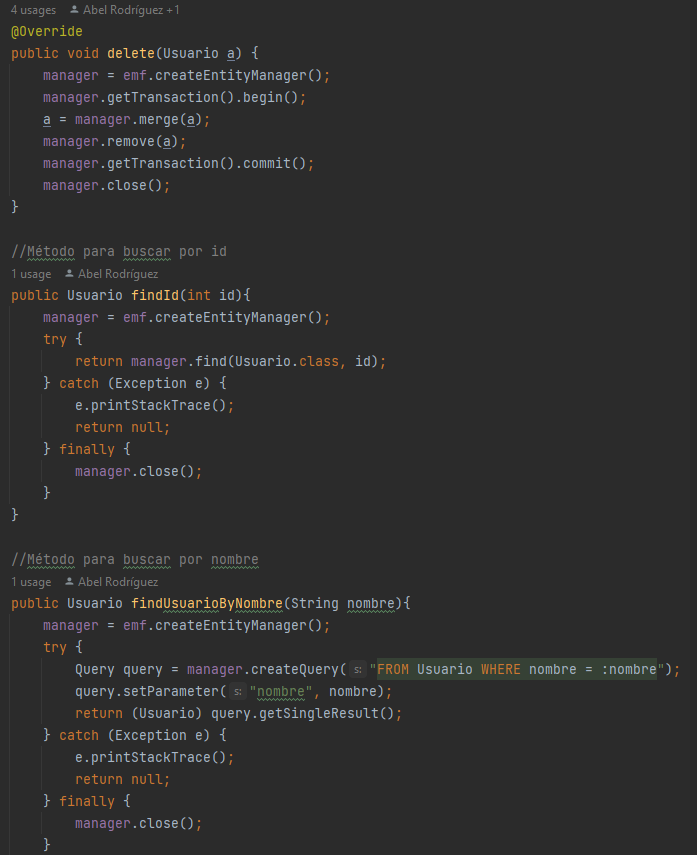 4 usages Abel Rodríguez +1
@Override
public void delete(Usuario a) {
    manager = emf.createEntityManager();
    manager.getTransaction().begin();
    a = manager.merge(a);
    manager.remove(a);
    manager.getTransaction().commit();
    manager.close();
}
//Método para buscar por id
1 usage Abel Rodríguez
public Usuario findId(int id){
    manager = emf.createEntityManager();
    try {
        return manager.find(Usuario.class, id);
    } catch (Exception e) {
        e.printStackTrace();
        return null;
    } finally {
        manager.close();
    }
}
//Método para buscar por nombre
1 usage Abel Rodríguez
public Usuario findUsuarioByNombre(String nombre){
    manager = emf.createEntityManager();
    try {
        Query query = manager.createQuery( s: "FROM Usuario WHERE nombre = :nombre");
        query.setParameter( s: "nombre", nombre);
        return (Usuario) query.getSingleResult();
    } catch (Exception e) {
        e.printStackTrace();
        return null;
    } finally {
        manager.close();
    }